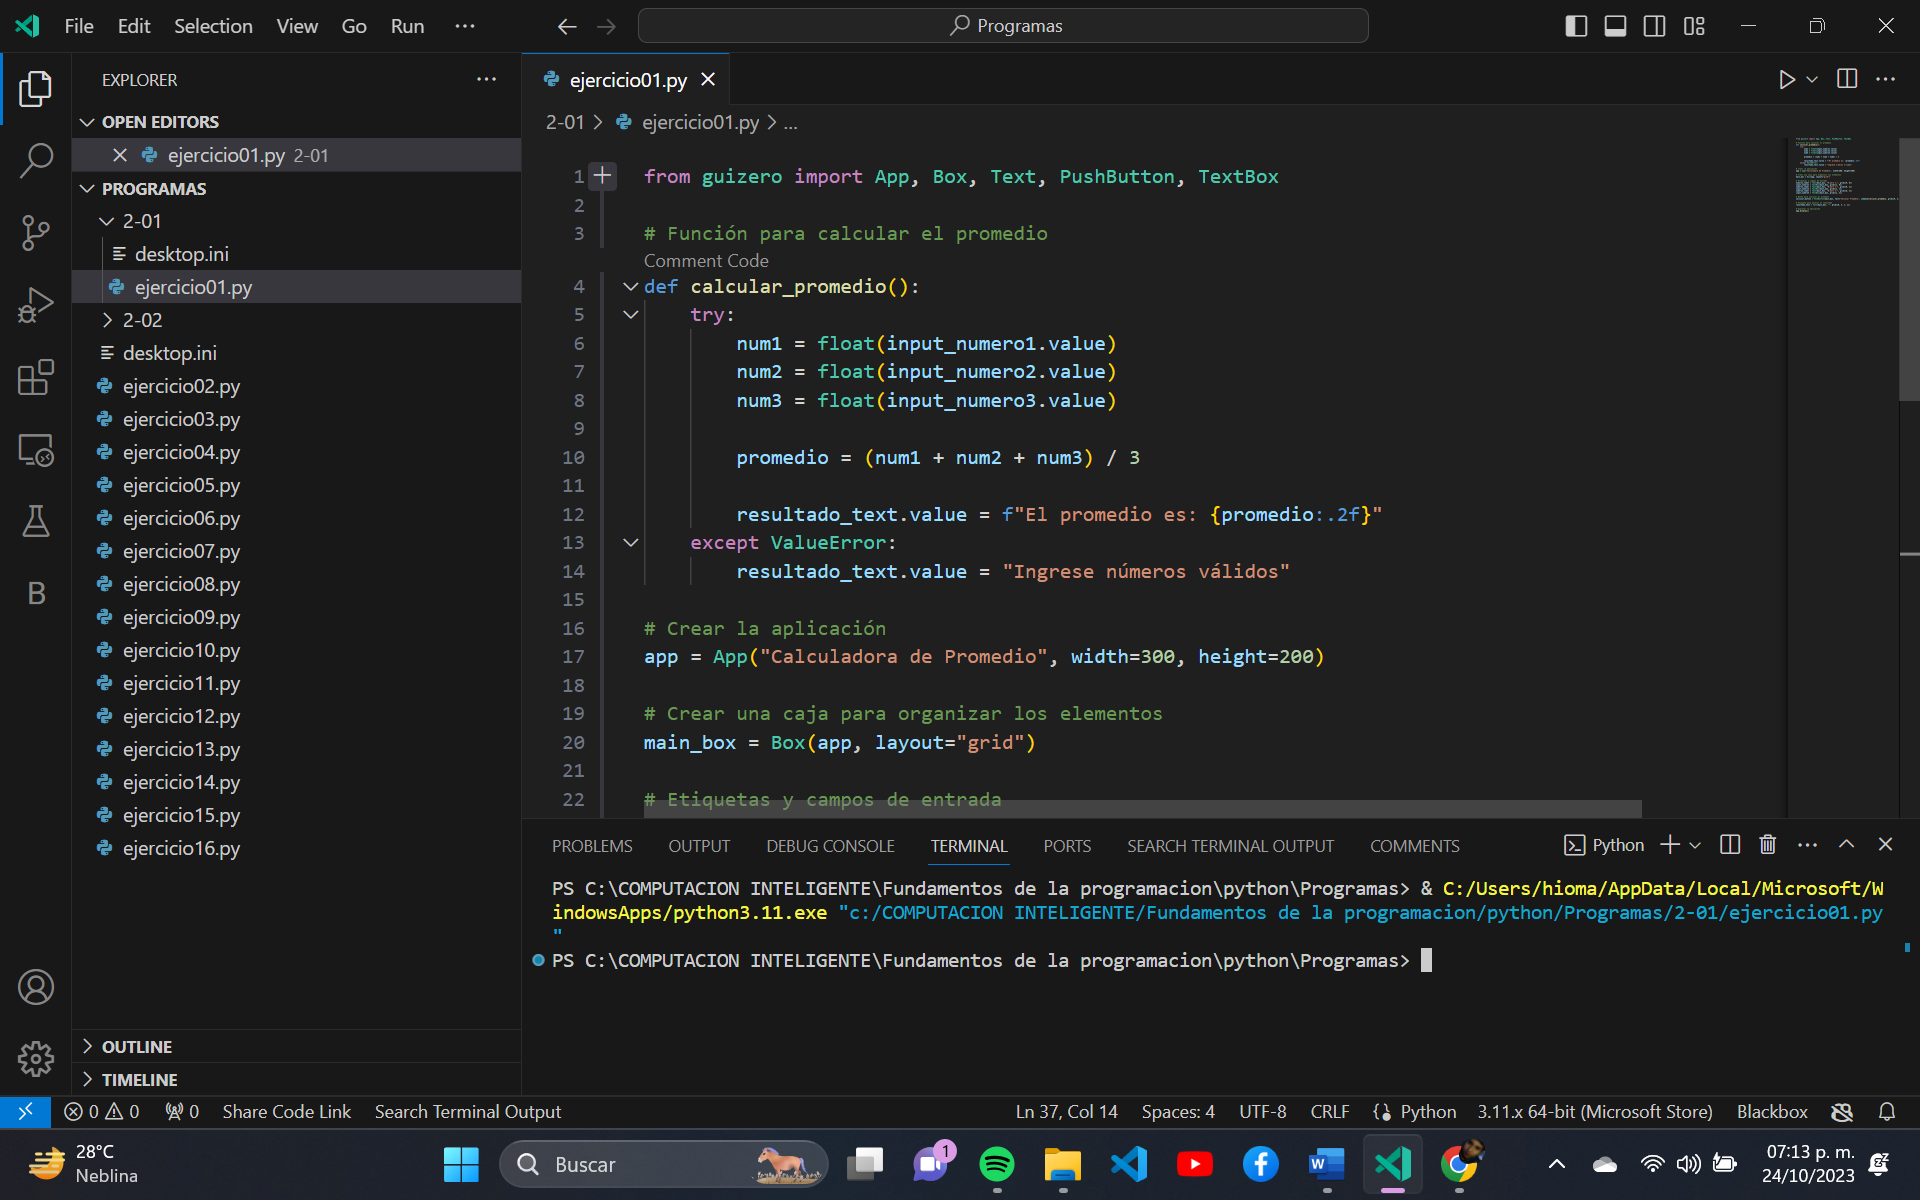 File Edit Selection View Go Run ...
Programas
EXPLORER
ejercicio01.py
OPEN EDITORS
ejercicio01.py 2-01
2-01 > ejercicio01.py > ...
PROGRAMAS
2-01
desktop.ini
ejercicio01.py
2-02
desktop.ini
ejercicio02.py
ejercicio03.py
ejercicio04.py
ejercicio05.py
ejercicio06.py
ejercicio07.py
ejercicio08.py
ejercicio09.py
ejercicio10.py
ejercicio11.py
ejercicio12.py
ejercicio13.py
ejercicio14.py
ejercicio15.py
ejercicio16.py
OUTLINE
TIMELINE
1 from guizero import App, Box, Text, PushButton, TextBox
2
3 # Función para calcular el promedio
Comment Code
4 def calcular_promedio():
5 try:
6 num1 = float(input_numero1.value)
7 num2 = float(input_numero2.value)
8 num3 = float(input_numero3.value)
9
10 promedio = (num1 + num2 + num3) / 3
11
12 resultado_text.value = f"El promedio es: {promedio:.2f}"
13 except ValueError:
14 resultado_text.value = "Ingrese números válidos"
15
16 # Crear la aplicación
17 app = App("Calculadora de Promedio", width=300, height=200)
18
19 # Crear una caja para organizar los elementos
20 main_box = Box(app, layout="grid")
21
22 # Etiquetas y campos de entrada
PROBLEMS OUTPUT DEBUG CONSOLE TERMINAL PORTS SEARCH TERMINAL OUTPUT COMMENTS Python
PS C:\COMPUTACION INTELIGENTE\Fundamentos de la programacion\python\Programas> & C:/Users/hioma/AppData/Local/Microsoft/W
indowsApps/python3.11.exe "c:/COMPUTACION INTELIGENTE/Fundamentos de la programacion/python/Programas/2-01/ejercicio01.py
"
PS C:\COMPUTACION INTELIGENTE\Fundamentos de la programacion\python\Programas>
0 0 0 Share Code Link Search Terminal Output Ln 37, Col 14 Spaces: 4 UTF-8 CRLF Python 3.11.x 64-bit (Microsoft Store) Blackbox
28°C
Neblina
Buscar
1
07:13 p. m.
24/10/2023